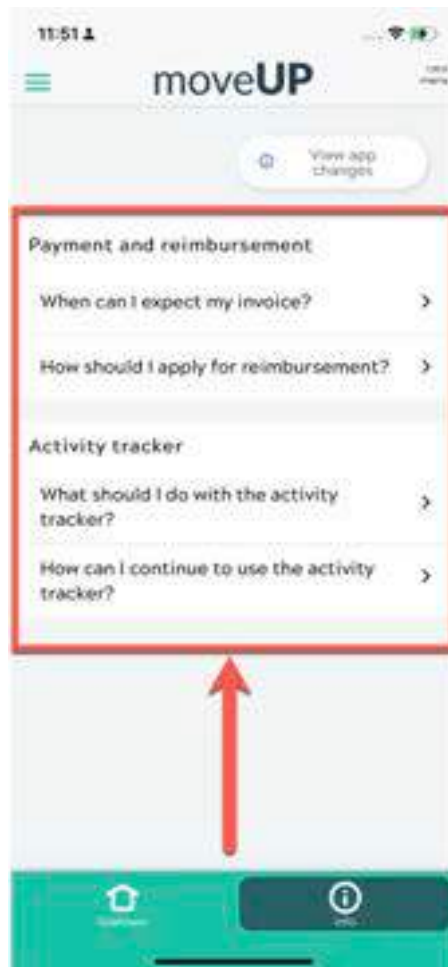 11:51
moveUP
View app
changes
Payment and reimbursement
When can I expect my invoice?
How should I apply for reimbursement?
Activity tracker
What should I do with the activity
tracker?
How can I continue to use the activity
tracker?